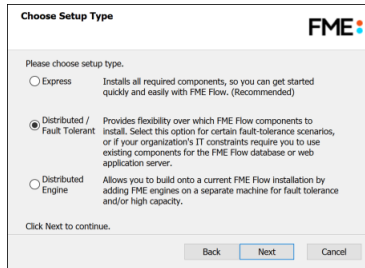 Choose Setup Type
FME
Please choose setup type.
Express
Installs all required components, so you can get started
quickly and easily with FME Flow. (Recommended)
Distributed /
Fault Tolerant
Provides flexibility over which FME Flow components to
install. Select this option for certain fault-tolerance scenarios,
or if your organization's IT constraints require you to use
existing components for the FME Flow database or web
application server.
Distributed
Engine
Allows you to build onto a current FME Flow installation by
adding FME engines on a separate machine for fault tolerance
and/or high capacity.
Click Next to continue.
Back
Next
Cancel